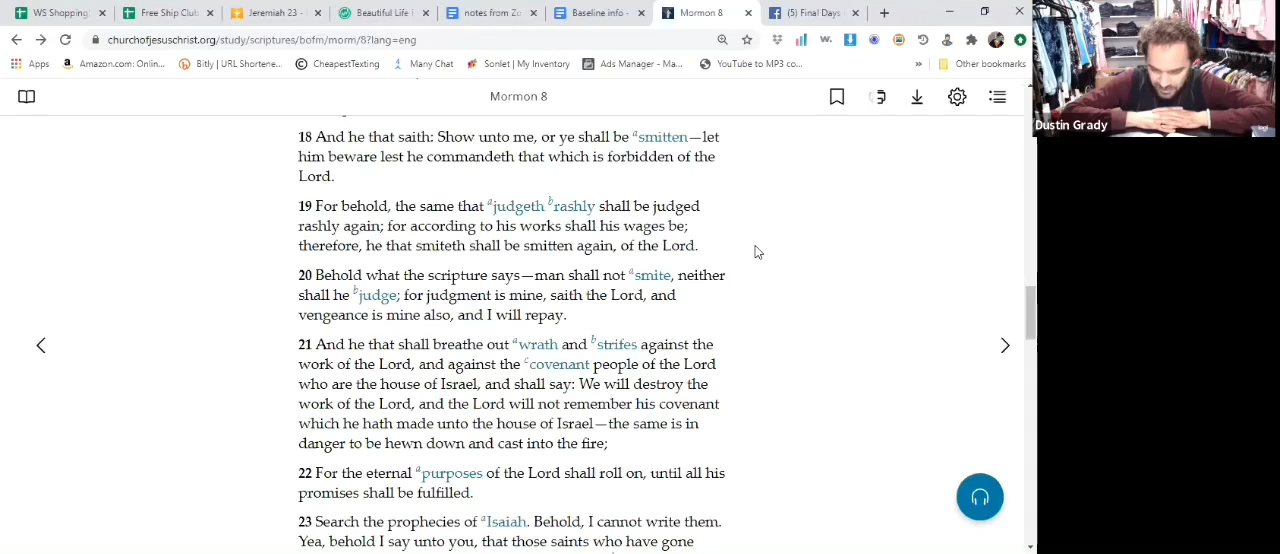 WS Shopping
Free Ship Club
Jeremiah 23 -
Beautiful Life
notes from Zo
Baseline info -
Mormon 8
(5) Final Days
churchofjesuschrist.org/study/scriptures/bofm/morm/8?lang=eng
Apps
Amazon.com: Onlin...
Bitly | URL Shortene...
CheapestTexting
Many Chat
Sonlet | My Inventory
Ads Manager - Ma...
YouTube to MP3 co...
»
Other bookmarks
Dustin Grady
Mormon 8
18 And he that saith: Show unto me, or ye shall be a smitten—let
him beware lest he commandeth that which is forbidden of the
Lord.
19 For behold, the same that a judgeth b rashly shall be judged
rashly again; for according to his works shall his wages be;
therefore, he that smiteth shall be smitten again, of the Lord.
20 Behold what the scripture says—man shall not a smite, neither
shall he b judge; for judgment is mine, saith the Lord, and
vengeance is mine also, and I will repay.
21 And he that shall breathe out a wrath and b strifes against the
work of the Lord, and against the c covenant people of the Lord
who are the house of Israel, and shall say: We will destroy the
work of the Lord, and the Lord will not remember his covenant
which he hath made unto the house of Israel—the same is in
danger to be hewn down and cast into the fire;
22 For the eternal a purposes of the Lord shall roll on, until all his
promises shall be fulfilled.
23 Search the prophecies of a Isaiah. Behold, I cannot write them.
Yea, behold I say unto you, that those saints who have gone